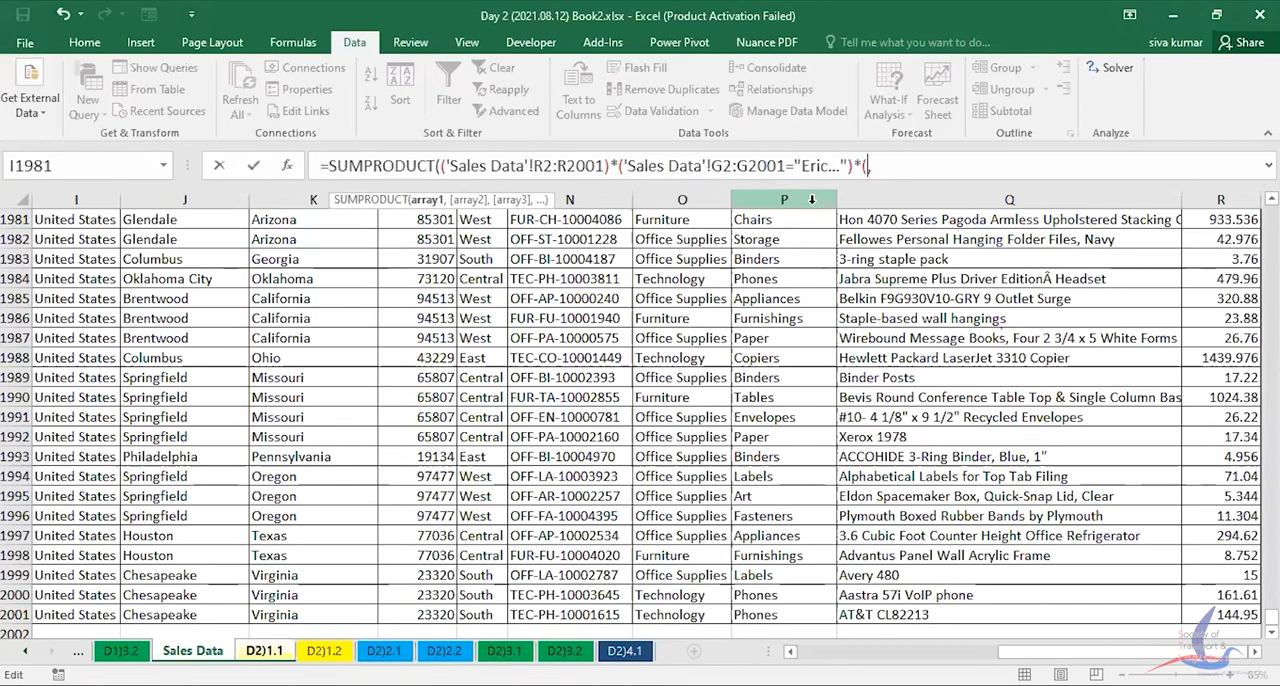 Day 2 (2021.08.12) Book2.xlsx - Excel (Product Activation Failed)
File Home Insert Page Layout Formulas Data Review View Developer Add-Ins Power Pivot Nuance PDF Tell me what you want to do... siva kumar Share
Get External Data New Query Show Queries From Table Recent Sources Refresh All Connections Properties Edit Links Sort Filter Clear Reapply Advanced Text to Columns Flash Fill Remove Duplicates Data Validation Consolidate Relationships Manage Data Model What-If Analysis Forecast Sheet Group Ungroup Subtotal Solver
Get & Transform Connections Sort & Filter Data Tools Forecast Outline Analyze
I1981 fx =SUMPRODUCT(('Sales Data'!R2:R2001)*('Sales Data'!G2:G2001="Eric...")*(,
I J K SUMPRODUCT(array1, [array2], [array3], ...) N O P Q R
1981 United States Glendale Arizona 85301 West FUR-CH-10004086 Furniture Chairs Hon 4070 Series Pagoda Armless Upholstered Stacking C 933.536
1982 United States Glendale Arizona 85301 West OFF-ST-10001228 Office Supplies Storage Fellowes Personal Hanging Folder Files, Navy 42.976
1983 United States Columbus Georgia 31907 South OFF-BI-10004187 Office Supplies Binders 3-ring staple pack 3.76
1984 United States Oklahoma City Oklahoma 73120 Central TEC-PH-10003811 Technology Phones Jabra Supreme Plus Driver EditionÂ Headset 479.96
1985 United States Brentwood California 94513 West OFF-AP-10000240 Office Supplies Appliances Belkin F9G930V10-GRY 9 Outlet Surge 320.88
1986 United States Brentwood California 94513 West FUR-FU-10001940 Furniture Furnishings Staple-based wall hangings 23.88
1987 United States Brentwood California 94513 West OFF-PA-10000575 Office Supplies Paper Wirebound Message Books, Four 2 3/4 x 5 White Forms 26.76
1988 United States Columbus Ohio 43229 East TEC-CO-10001449 Technology Copiers Hewlett Packard LaserJet 3310 Copier 1439.976
1989 United States Springfield Missouri 65807 Central OFF-BI-10002393 Office Supplies Binders Binder Posts 17.22
1990 United States Springfield Missouri 65807 Central FUR-TA-10002855 Furniture Tables Bevis Round Conference Table Top & Single Column Bas 1024.38
1991 United States Springfield Missouri 65807 Central OFF-EN-10000781 Office Supplies Envelopes #10- 4 1/8" x 9 1/2" Recycled Envelopes 26.22
1992 United States Springfield Missouri 65807 Central OFF-PA-10002160 Office Supplies Paper Xerox 1978 17.34
1993 United States Philadelphia Pennsylvania 19134 East OFF-BI-10004970 Office Supplies Binders ACCOHIDE 3-Ring Binder, Blue, 1" 4.956
1994 United States Springfield Oregon 97477 West OFF-LA-10003923 Office Supplies Labels Alphabetical Labels for Top Tab Filing 71.04
1995 United States Springfield Oregon 97477 West OFF-AR-10002257 Office Supplies Art Eldon Spacemaker Box, Quick-Snap Lid, Clear 5.344
1996 United States Springfield Oregon 97477 West OFF-FA-10004395 Office Supplies Fasteners Plymouth Boxed Rubber Bands by Plymouth 11.304
1997 United States Houston Texas 77036 Central OFF-AP-10002534 Office Supplies Appliances 3.6 Cubic Foot Counter Height Office Refrigerator 294.62
1998 United States Houston Texas 77036 Central FUR-FU-10004020 Furniture Furnishings Advantus Panel Wall Acrylic Frame 8.752
1999 United States Chesapeake Virginia 23320 South OFF-LA-10002787 Office Supplies Labels Avery 480 15
2000 United States Chesapeake Virginia 23320 South TEC-PH-10003645 Technology Phones Aastra 57i VoIP phone 161.61
2001 United States Chesapeake Virginia 23320 South TEC-PH-10001615 Technology Phones AT&T CL82213 144.95
2002
Society of
Transport &
... D1)3.2 Sales Data D2)1.1 D2)1.2 D2)2.1 D2)2.2 D2)3.1 D2)3.2 D2)4.1
Edit 85%